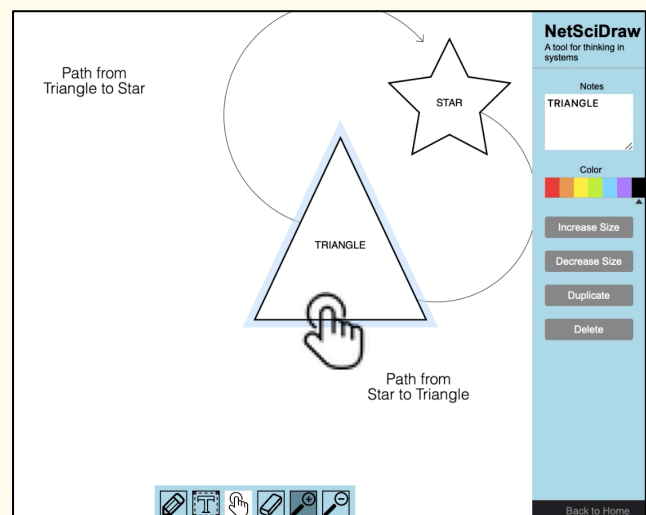 NetSciDraw
A tool for thinking in
systems
Notes
TRIANGLE
Color
Increase Size
Decrease Size
Duplicate
Delete
Back to Home
Path from
Triangle to Star
STAR
TRIANGLE
Path from
Star to Triangle
T